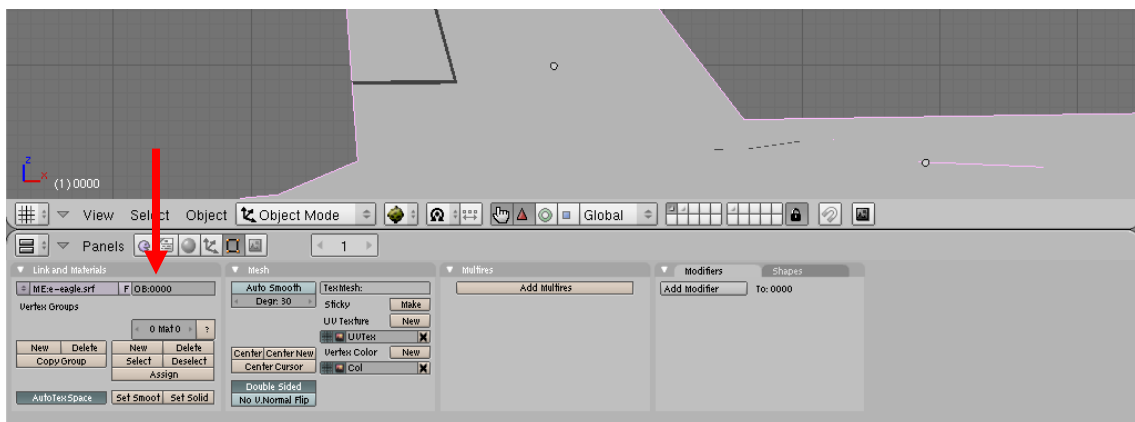 z
x
(1) 0000
View Select Object Object Mode Global
Panels 1
Link and Materials
ME:e-eagle.srf F OB:0000
Vertex Groups
0 Mat 0 ?
New Delete New Delete
Copy Group Select Deselect
Assign
AutoTexSpace Set Smoot Set Solid
Mesh
Auto Smooth TexMesh:
Degr: 30 Sticky Make
UV Texture New
UVTex X
Center Center New Vertex Color New
Center Cursor Col X
Double Sided
No V.Normal Flip
Multires
Add Multires
Modifiers Shapes
Add Modifier To: 0000